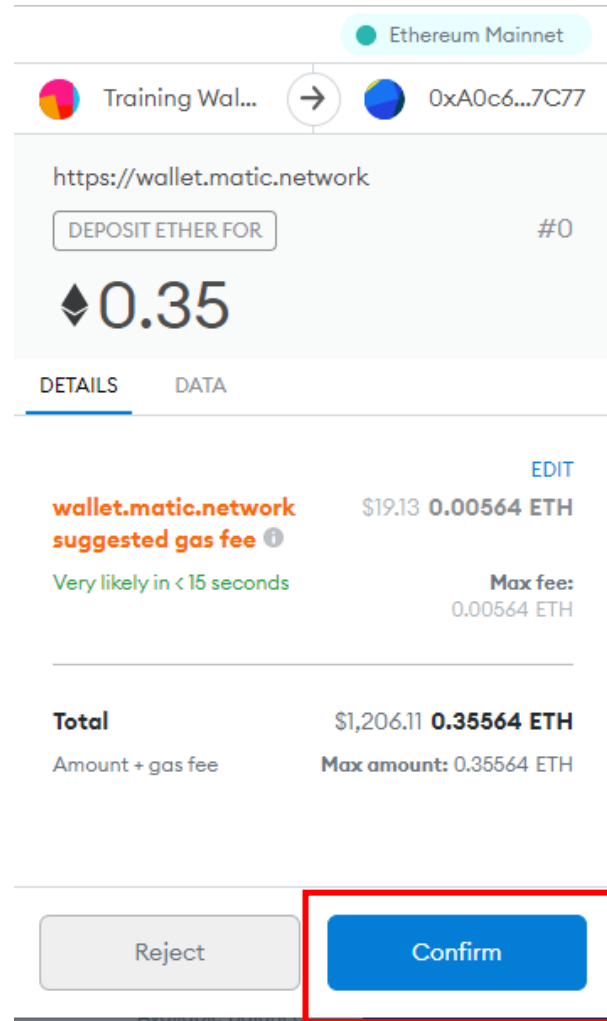 Ethereum Mainnet
Training Wal... 0xA0c6...7C77
https://wallet.matic.network
DEPOSIT ETHER FOR #0
0.35
DETAILS DATA
EDIT
wallet.matic.network $19.13 0.00564 ETH
suggested gas fee
Very likely in < 15 seconds Max fee:
0.00564 ETH
Total $1,206.11 0.35564 ETH
Amount + gas fee Max amount: 0.35564 ETH
Reject Confirm